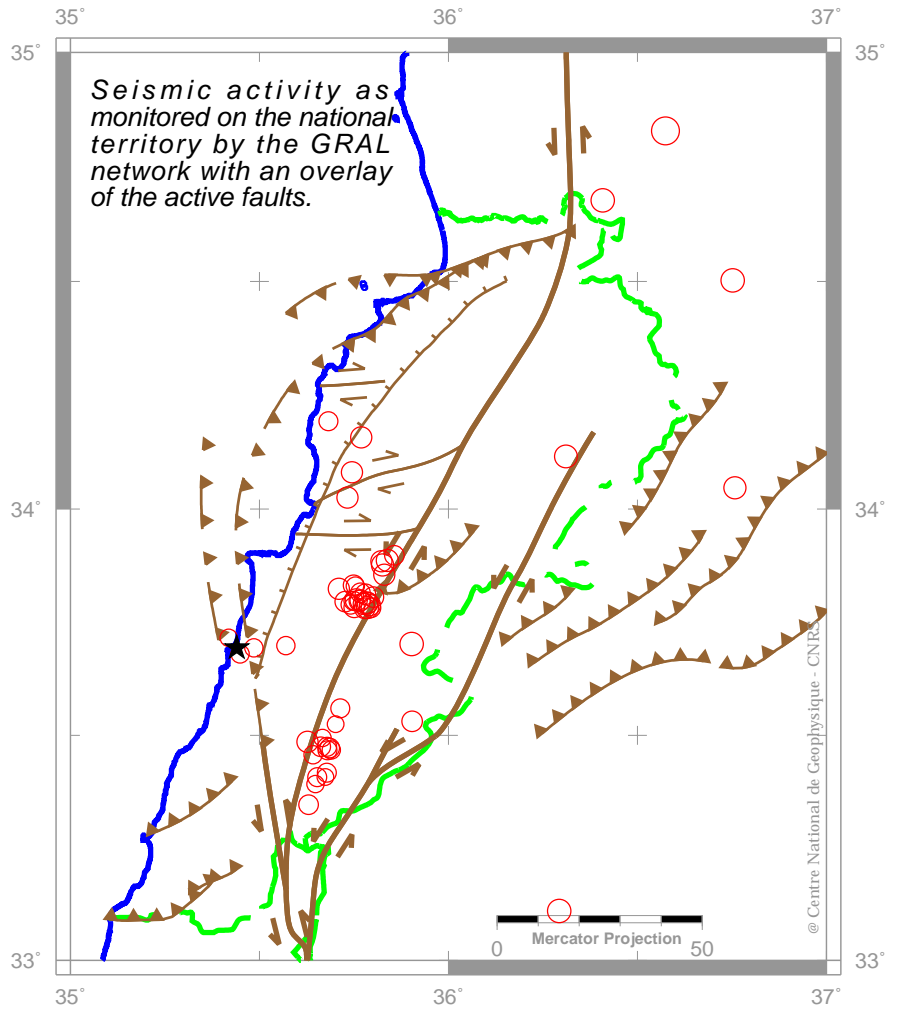 35° 36° 37°
35° 35°
Seismic activity as
monitored on the national
territory by the GRAL
network with an overlay
of the active faults.
34° 34°
@ Centre National de Geophysique - CNRS
Mercator Projection
0 50
33° 33°
35° 36° 37°